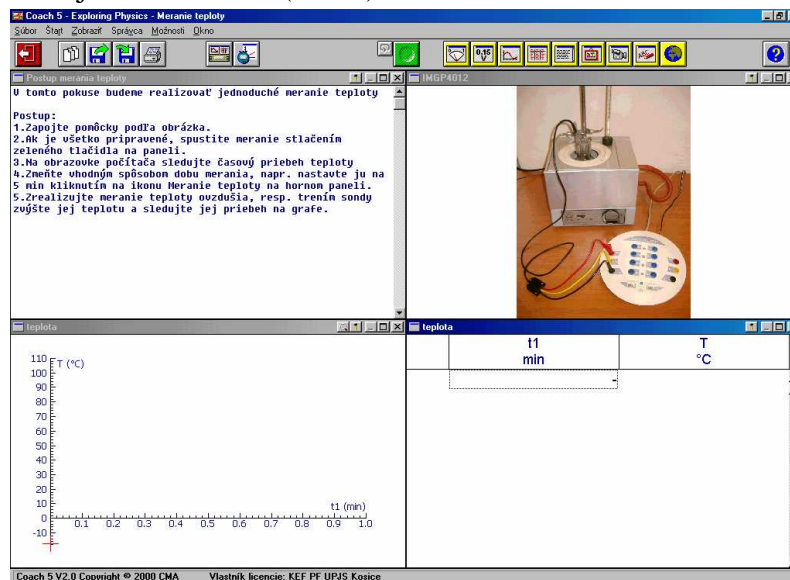 Coach 5 - Exploring Physics - Meranie teploty
Súbor Štart Zobraziť Správca Možnosti Okno
0,15
V
?
Postup merania teploty
V tomto pokuse budeme realizovať jednoduché meranie teploty
Postup:
1.Zapojte pomôcky podľa obrázka.
2.Ak je všetko pripravené, spustite meranie stlačením
zeleného tlačidla na paneli.
3.Na obrazovke počítača sledujte časový priebeh teploty
4.Zmeňte vhodným spôsobom dobu merania, napr. nastavte ju na
5 min kliknutím na ikonu Meranie teploty na hornom paneli.
5.Zrealizujte meranie teploty ovzdušia, resp. trením sondy
zvýšte jej teplotu a sledujte jej priebeh na grafe.
IMGP4012
teplota
110
T (°C)
100
90
80
70
60
50
40
30
20
10
0
-10
t1 (min)
0.1 0.2 0.3 0.4 0.5 0.6 0.7 0.8 0.9 1.0
teplota
t1 T
min °C
-
Coach 5 V2.0 Copyright © 2000 CMA Vlastník licencie: KEF PF UPJS Kosice